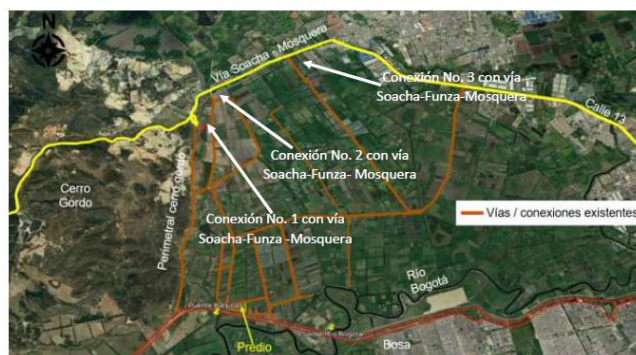 N
Vía Soacha - Mosquera
Conexión No. 3 con vía
Soacha-Funza-Mosquera
Calle 13
Conexión No. 2 con vía
Soacha-Funza- Mosquera
Cerro
Gordo
Perimetral cerro gordo
Conexión No. 1 con vía
Soacha-Funza -Mosquera
Vías / conexiones existentes
Río
Bogotá
Predio
Bosa